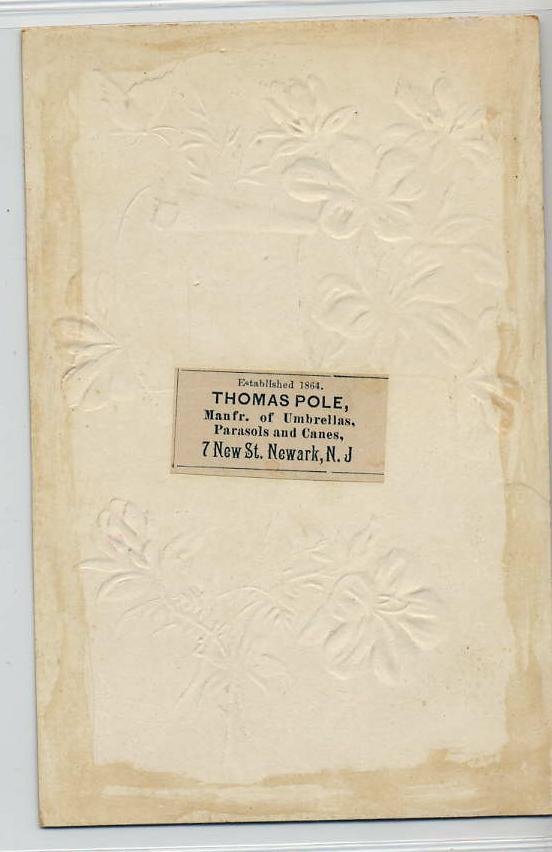 Established 1864.
THOMAS POLE,
Manfr. of Umbrellas,
Parasols and Canes,
7 New St. Newark, N. J